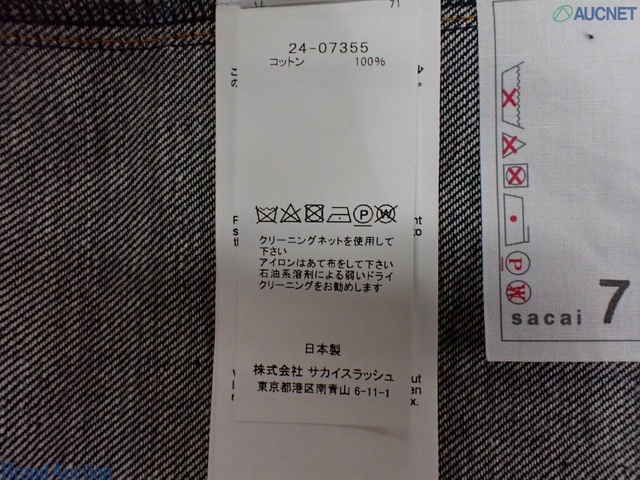 71
AUCNET
24-07355
コットン 100%
クリーニングネットを使用して
下さい
アイロンはあて布をして下さい
石油系溶剤による弱いドライ
クリーニングをお勧めします
P
W
P
W
sacai 7
日本製
株式会社 サカイスラッシュ
東京都港区南青山 6-11-1
Brand Auction